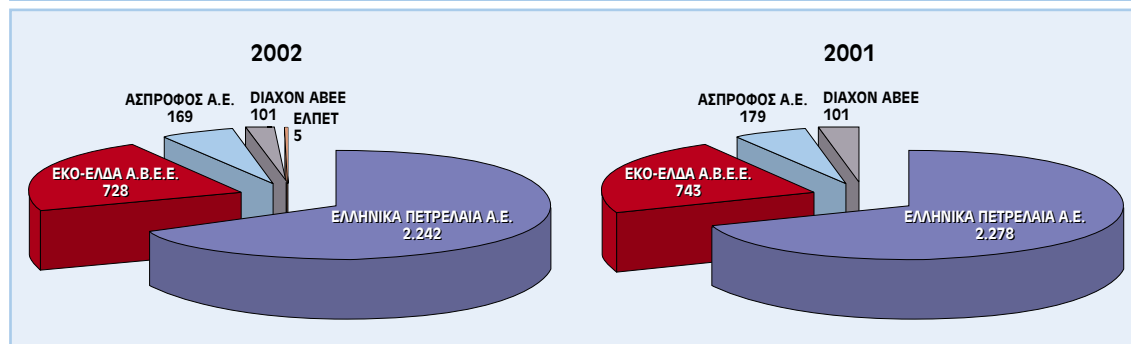 2002
ΑΣΠΡΟΦΟΣ Α.Ε.
169
DIAXON ABEE
101
ΕΛΠΕΤ
5
ΕΚΟ-ΕΛΔΑ Α.Β.Ε.Ε.
728
ΕΛΛΗΝΙΚΑ ΠΕΤΡΕΛΑΙΑ Α.Ε.
2.242
2001
ΑΣΠΡΟΦΟΣ Α.Ε.
179
DIAXON ABEE
101
ΕΚΟ-ΕΛΔΑ Α.Β.Ε.Ε.
743
ΕΛΛΗΝΙΚΑ ΠΕΤΡΕΛΑΙΑ Α.Ε.
2.278